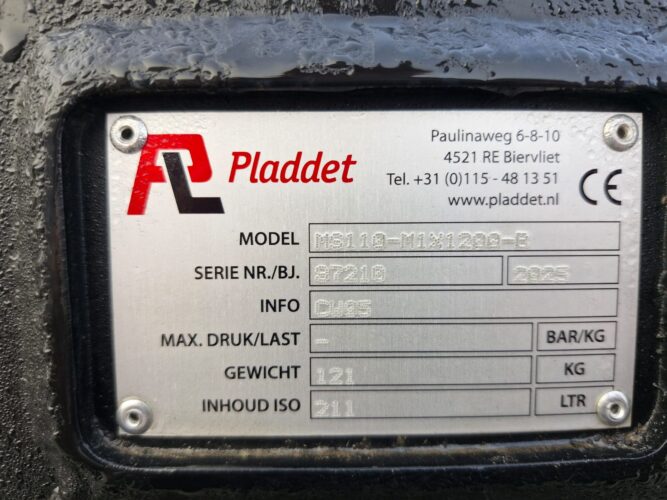 PL Pladdet
Paulinaweg 6-8-10
4521 RE Biervliet
Tel. +31 (0)115 - 48 13 51
www.pladdet.nl
CE
MODEL MS110-M1X1200-B
SERIE NR./BJ. 87210 2025
INFO CW05
MAX. DRUK/LAST - BAR/KG
GEWICHT 121 KG
INHOUD ISO 211 LTR